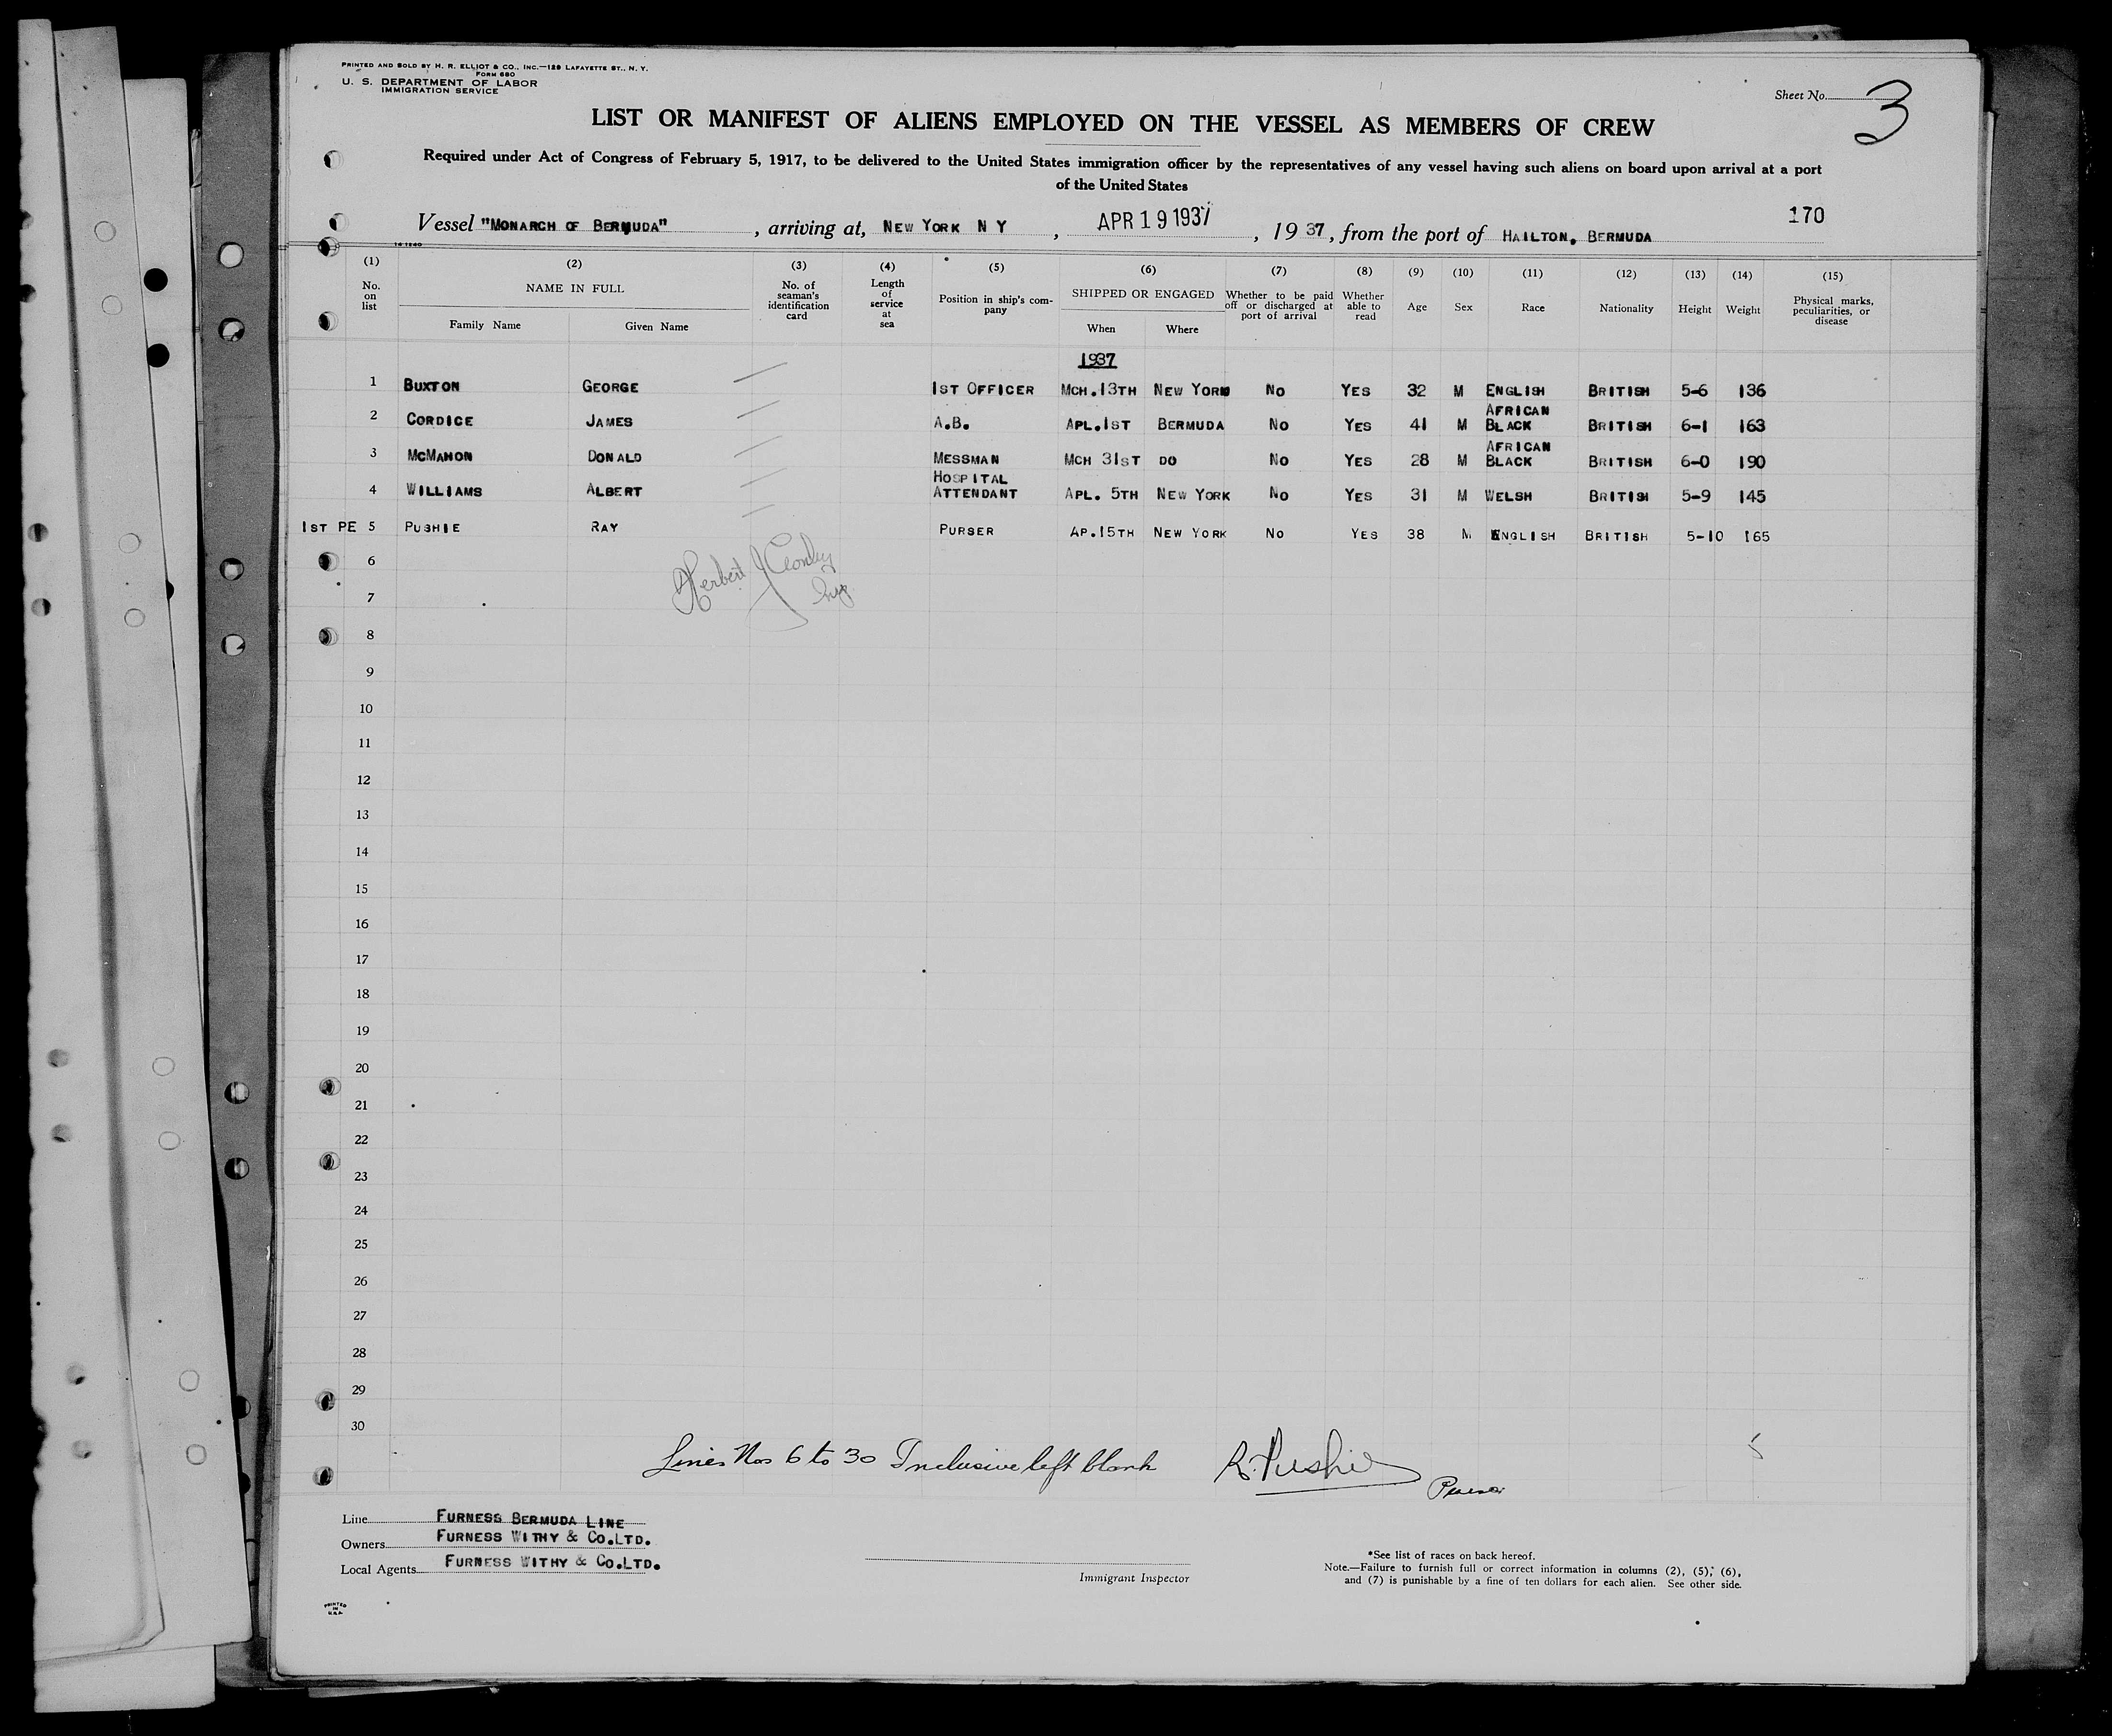 PRINTED AND SOLD BY H. R. ELLIOT & CO., INC.—129 LAFAYETTE ST., N. Y.
FORM 680
U. S. DEPARTMENT OF LABOR
IMMIGRATION SERVICE
Sheet No. 3
LIST OR MANIFEST OF ALIENS EMPLOYED ON THE VESSEL AS MEMBERS OF CREW
Required under Act of Congress of February 5, 1917, to be delivered to the United States immigration officer by the representatives of any vessel having such aliens on board upon arrival at a port
of the United States
170
Vessel "MONARCH OF BERMUDA" , arriving at, NEW YORK N Y , APR 19 1937 , 19 37, from the port of HAILTON, BERMUDA
(1) (2) (3) (4) (5) (6) (7) (8) (9) (10) (11) (12) (13) (14) (15)
No. on list
NAME IN FULL
Family Name Given Name
No. of seaman's identification card
Length of service at sea
Position in ship's company
SHIPPED OR ENGAGED
When Where
Whether to be paid off or discharged at port of arrival
Whether able to read
Age Sex Race Nationality Height Weight
Physical marks, peculiarities, or disease
1937
1 BUXTON GEORGE 1ST OFFICER MCH.13TH NEW YORK No YES 32 M ENGLISH BRITISH 5-6 136
2 CORDICE JAMES A.B. APL.1ST BERMUDA No YES 41 M AFRICAN BLACK BRITISH 6-1 163
3 MCMAHON DONALD MESSMAN MCH 31ST DO No YES 28 M AFRICAN BLACK BRITISH 6-0 190
4 WILLIAMS ALBERT HOSPITAL ATTENDANT APL. 5TH NEW YORK No YES 31 M WELSH BRITISH 5-9 145
1ST PE 5 PUSHIE RAY PURSER AP.15TH NEW YORK No YES 38 M ENGLISH BRITISH 5-10 165
6
Herbert J
7
8
9
10
11
12
13
14
15
16
17
18
19
20
21
22
23
24
25
26
27
28
29
30
Lines Nos 6 to 30 Inclusive left blank R. Pushie
Purser
Line FURNESS BERMUDA LINE
Owners FURNESS WITHY & CO.LTD.
Local Agents FURNESS WITHY & CO.LTD.
Immigrant Inspector
*See list of races on back hereof.
Note.—Failure to furnish full or correct information in columns (2), (5), (6),
and (7) is punishable by a fine of ten dollars for each alien. See other side.
PRINTED
IN
U.S.A.